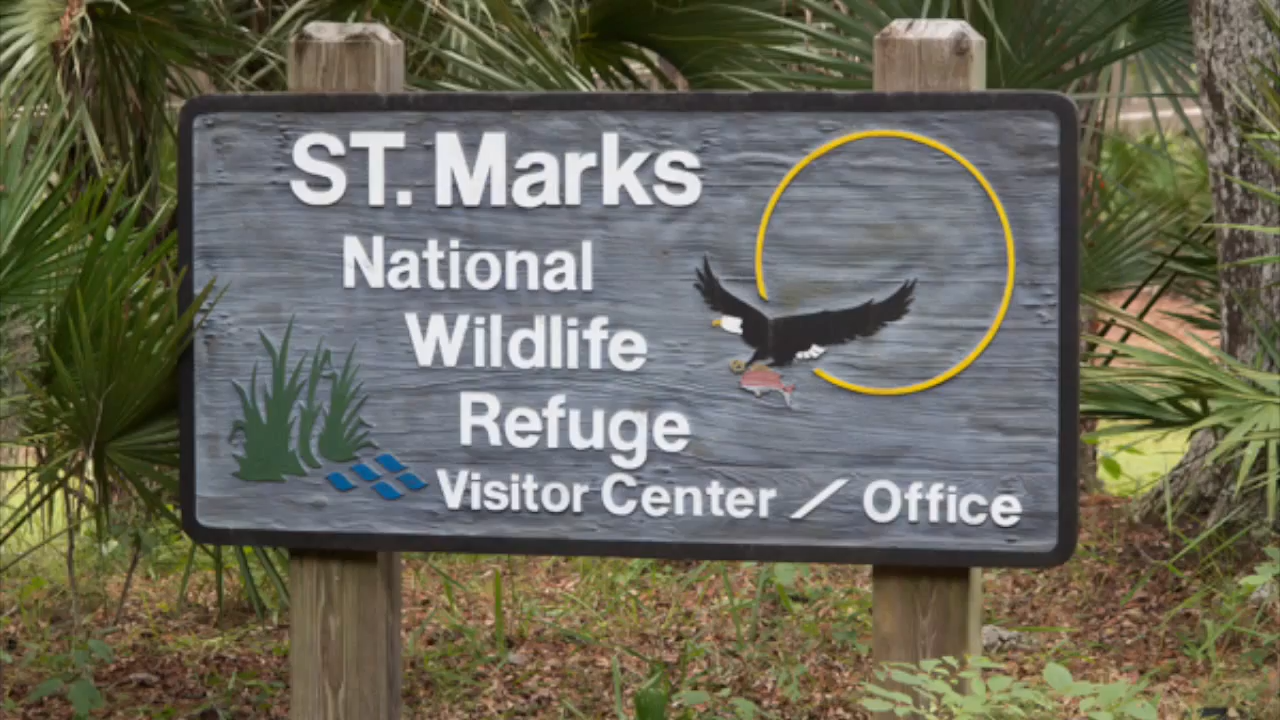 ST. Marks
National
Wildlife
Refuge
Visitor Center / Office